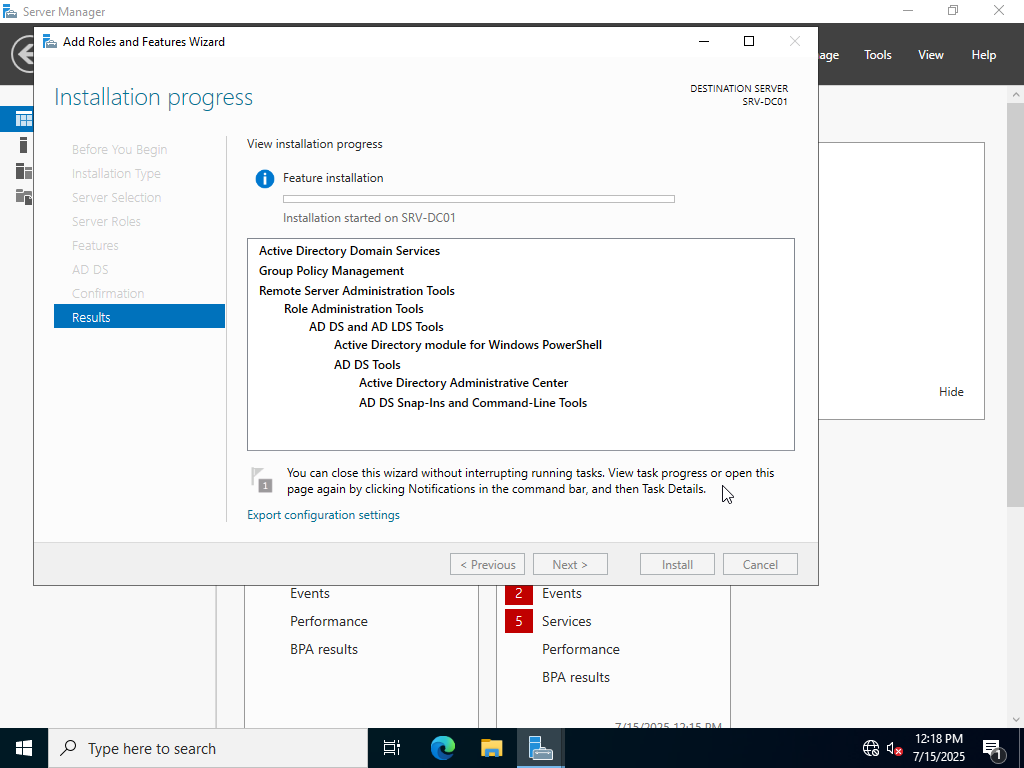 Server Manager
Add Roles and Features Wizard
Tools
View
Help
Installation progress
DESTINATION SERVER
SRV-DC01
Before You Begin
Installation Type
Server Selection
Server Roles
Features
AD DS
Confirmation
Results
View installation progress
Feature installation
Installation started on SRV-DC01
Active Directory Domain Services
Group Policy Management
Remote Server Administration Tools
Role Administration Tools
AD DS and AD LDS Tools
Active Directory module for Windows PowerShell
AD DS Tools
Active Directory Administrative Center
AD DS Snap-Ins and Command-Line Tools
Hide
1
You can close this wizard without interrupting running tasks. View task progress or open this
page again by clicking Notifications in the command bar, and then Task Details.
Export configuration settings
< Previous
Next >
Install
Cancel
Events
Performance
BPA results
2 Events
5 Services
Performance
BPA results
7/15/2025 12:15 PM
Type here to search
12:18 PM
7/15/2025
1